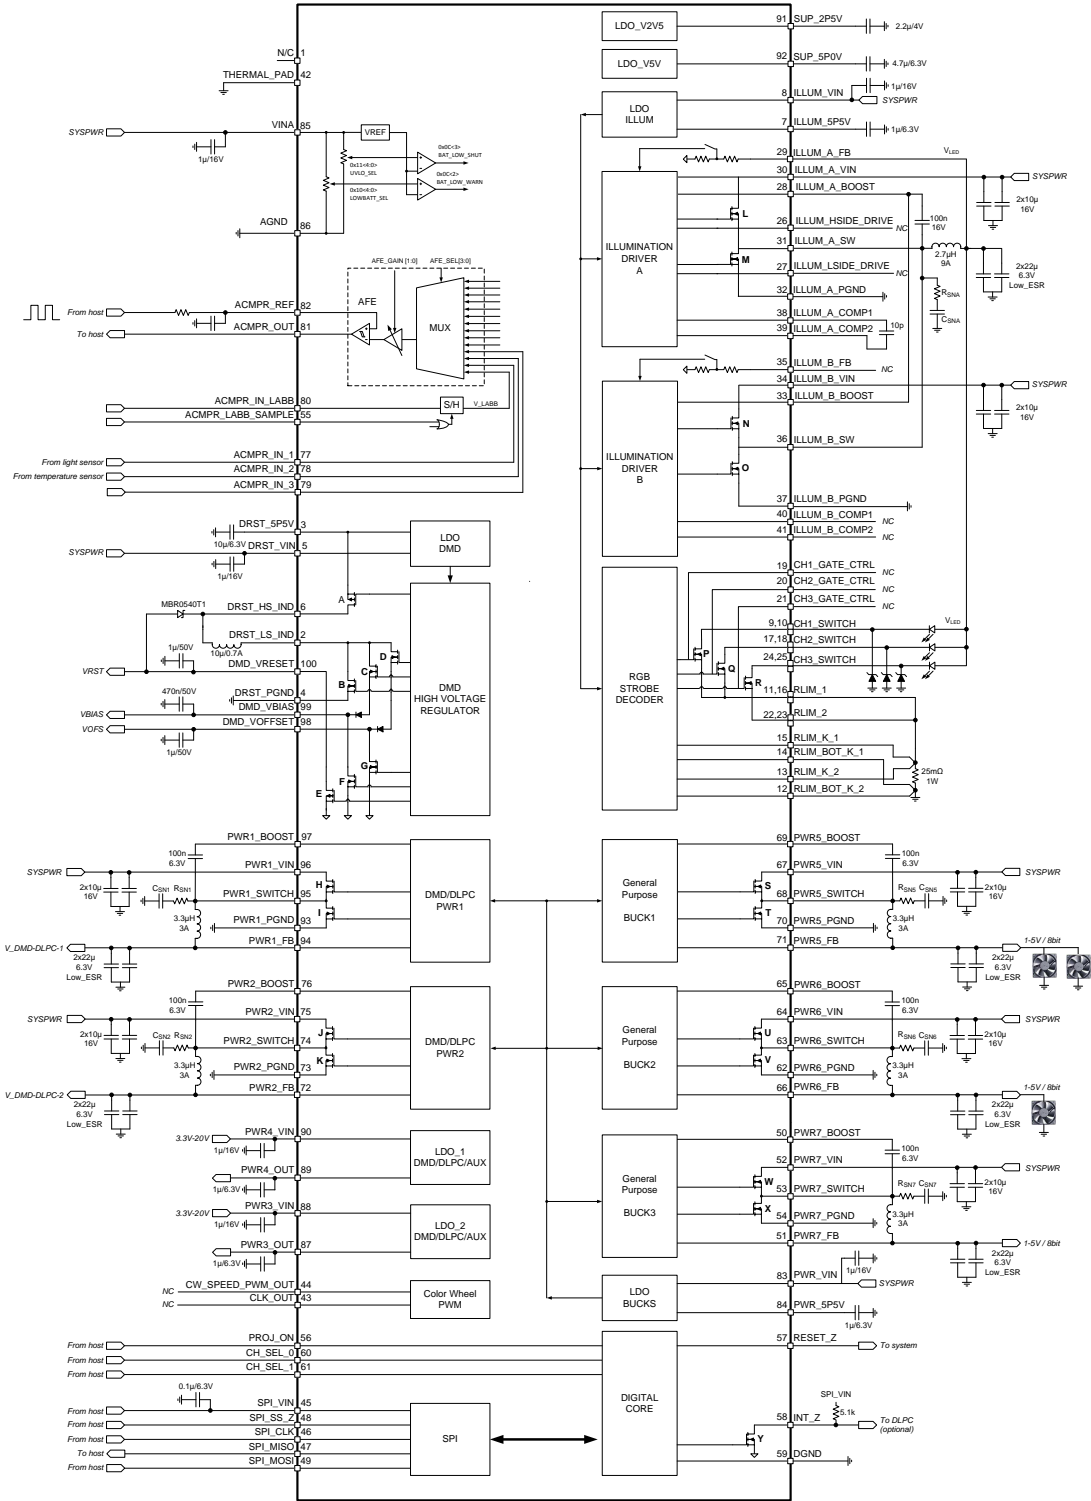 N/C 1
THERMAL_PAD 42
SYSPWR
VINA 85
1µ/16V
VREF
0x0C<3>
BAT_LOW_SHUT
0x11<4:0>
UVLO_SEL
0x0C<2>
BAT_LOW_WARN
0x10<4:0>
LOWBATT_SEL
AGND 86
AFE_GAIN [1:0]
AFE_SEL[3:0]
AFE
MUX
From host
ACMPR_REF 82
To host
ACMPR_OUT 81
ACMPR_IN_LABB 80
S/H
V_LABB
ACMPR_LABB_SAMPLE 55
From light sensor
ACMPR_IN_1 77
From temperature sensor
ACMPR_IN_2 78
ACMPR_IN_3 79
DRST_5P5V 3
10µ/6.3V
SYSPWR
DRST_VIN 5
1µ/16V
LDO
DMD
MBR0540T1
DRST_HS_IND 6
A
DRST_LS_IND 2
10µ/0.7A
1µ/50V
VRST
DMD_VRESET 100
470n/50V
DRST_PGND 4
VBIAS
DMD_VBIAS 99
VOFS
DMD_VOFFSET 98
1µ/50V
B
C
D
E
F
G
DMD
HIGH VOLTAGE
REGULATOR
PWR1_BOOST 97
100n
6.3V
SYSPWR
PWR1_VIN 96
2x10µ
16V
CSN1 RSN1
PWR1_SWITCH 95
3.3µH
3A
PWR1_PGND 93
V_DMD-DLPC-1
PWR1_FB 94
2x22µ
6.3V
Low_ESR
H
I
DMD/DLPC
PWR1
PWR2_BOOST 76
100n
6.3V
SYSPWR
PWR2_VIN 75
2x10µ
16V
CSN2 RSN2
PWR2_SWITCH 74
3.3µH
3A
PWR2_PGND 73
V_DMD-DLPC-2
PWR2_FB 72
2x22µ
6.3V
Low_ESR
J
K
DMD/DLPC
PWR2
3.3V-20V
PWR4_VIN 90
1µ/16V
PWR4_OUT 89
1µ/6.3V
LDO_1
DMD/DLPC/AUX
3.3V-20V
PWR3_VIN 88
1µ/16V
PWR3_OUT 87
1µ/6.3V
LDO_2
DMD/DLPC/AUX
NC
CW_SPEED_PWM_OUT 44
NC
CLK_OUT 43
Color Wheel
PWM
From host
PROJ_ON 56
From host
CH_SEL_0 60
From host
CH_SEL_1 61
0.1µ/6.3V
From host
SPI_VIN 45
From host
SPI_SS_Z 48
From host
SPI_CLK 46
To host
SPI_MISO 47
From host
SPI_MOSI 49
SPI
LDO_V2V5
91 SUP_2P5V
2.2µ/4V
LDO_V5V
92 SUP_5P0V
4.7µ/6.3V
LDO
ILLUM
1µ/16V
8 ILLUM_VIN
SYSPWR
7 ILLUM_5P5V
1µ/6.3V
29 ILLUM_A_FB
VLED
30 ILLUM_A_VIN
SYSPWR
28 ILLUM_A_BOOST
2x10µ
16V
100n
16V
L
26 ILLUM_HSIDE_DRIVE
NC
ILLUMINATION
DRIVER
A
31 ILLUM_A_SW
2.7µH
9A
M
27 ILLUM_LSIDE_DRIVE
NC
2x22µ
6.3V
Low_ESR
32 ILLUM_A_PGND
RSNA
CSNA
38 ILLUM_A_COMP1
39 ILLUM_A_COMP2
10p
35 ILLUM_B_FB
NC
34 ILLUM_B_VIN
SYSPWR
33 ILLUM_B_BOOST
2x10µ
16V
N
36 ILLUM_B_SW
ILLUMINATION
DRIVER
B
O
37 ILLUM_B_PGND
40 ILLUM_B_COMP1
NC
41 ILLUM_B_COMP2
NC
19 CH1_GATE_CTRL
NC
20 CH2_GATE_CTRL
NC
21 CH3_GATE_CTRL
NC
9,10 CH1_SWITCH
VLED
P
17,18 CH2_SWITCH
Q
24,25 CH3_SWITCH
R
RGB
STROBE
DECODER
11,16 RLIM_1
22,23 RLIM_2
15 RLIM_K_1
14 RLIM_BOT_K_1
13 RLIM_K_2
12 RLIM_BOT_K_2
25mΩ
1W
69 PWR5_BOOST
100n
6.3V
67 PWR5_VIN
SYSPWR
S
68 PWR5_SWITCH
RSN5 CSN5
2x10µ
16V
T
3.3µH
3A
70 PWR5_PGND
71 PWR5_FB
1-5V / 8bit
2x22µ
6.3V
Low_ESR
General
Purpose
BUCK1
65 PWR6_BOOST
100n
6.3V
64 PWR6_VIN
SYSPWR
U
63 PWR6_SWITCH
RSN6 CSN6
2x10µ
16V
V
3.3µH
3A
62 PWR6_PGND
66 PWR6_FB
1-5V / 8bit
2x22µ
6.3V
Low_ESR
General
Purpose
BUCK2
50 PWR7_BOOST
100n
6.3V
52 PWR7_VIN
SYSPWR
W
53 PWR7_SWITCH
RSN7 CSN7
2x10µ
16V
X
3.3µH
3A
54 PWR7_PGND
51 PWR7_FB
1-5V / 8bit
2x22µ
6.3V
Low_ESR
General
Purpose
BUCK3
1µ/16V
83 PWR_VIN
SYSPWR
LDO
BUCKS
84 PWR_5P5V
1µ/6.3V
57 RESET_Z
To system
DIGITAL
CORE
SPI_VIN
5.1k
58 INT_Z
To DLPC
(optional)
Y
59 DGND